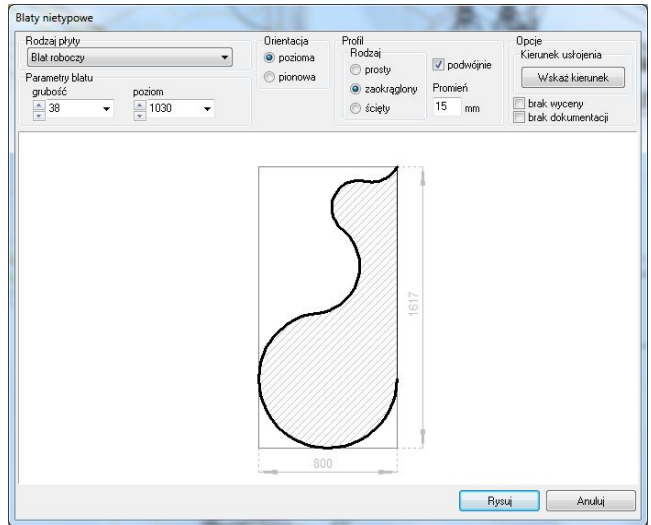 Blaty nietypowe
Rodzaj płyty
Blat roboczy
Parametry blatu
grubość
poziom
38
1030
Orientacja
pozioma
pionowa
Profil
Rodzaj
prosty
zaokrąglony
ścięty
podwójnie
Promień
15 mm
Opcje
Kierunek usłojenia
Wskaż kierunek
brak wyceny
brak dokumentacji
1617
800
Rysuj
Anuluj